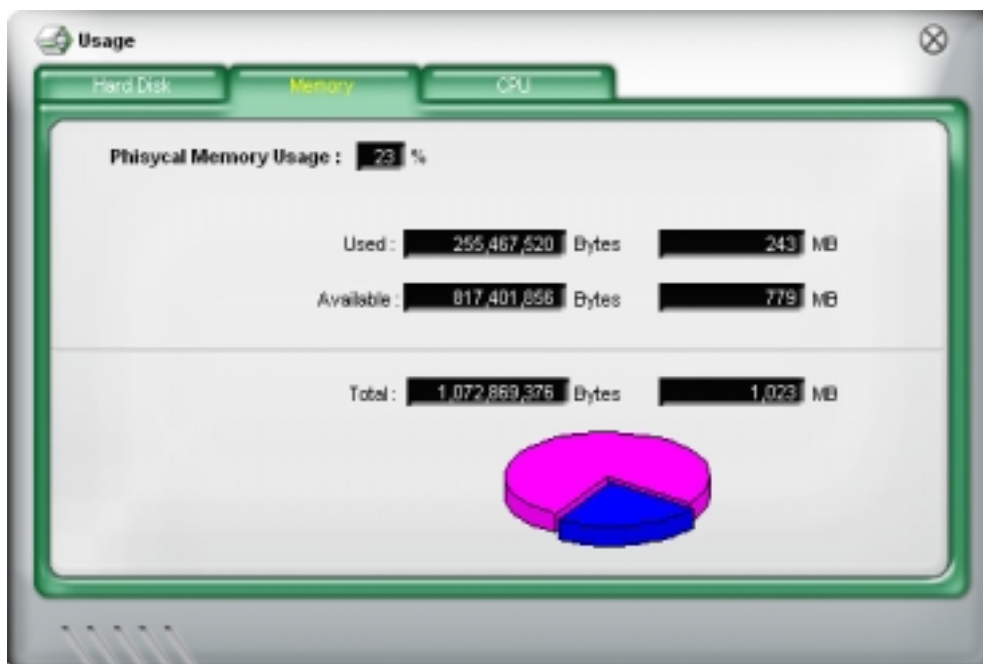 Usage
Hard Disk Memory CPU
Phisycal Memory Usage : 23 %
Used : 255,467,520 Bytes 243 MB
Available : 817,401,856 Bytes 779 MB
Total : 1,072,869,376 Bytes 1,023 MB